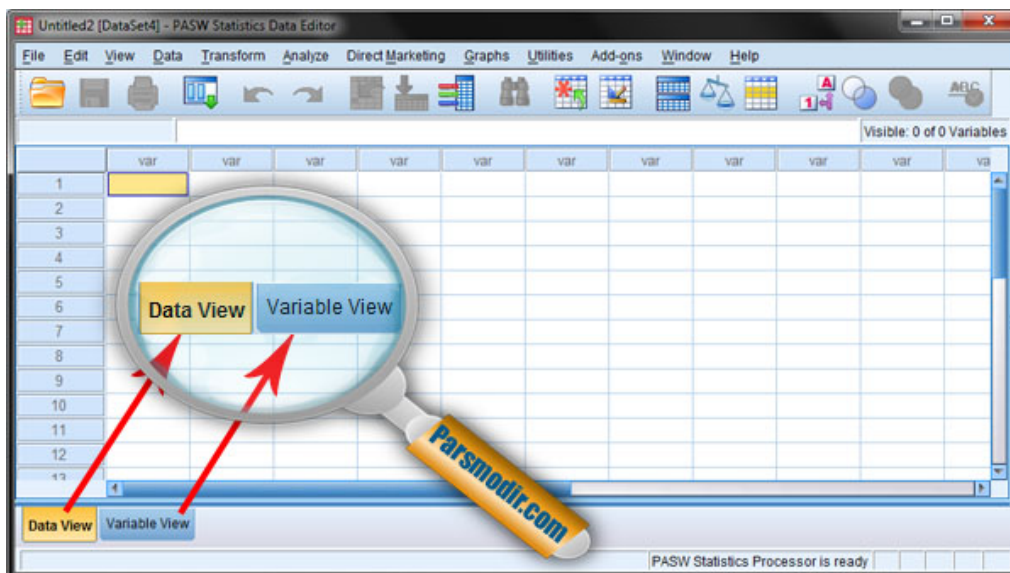 Untitled2 [DataSet4] - PASW Statistics Data Editor
File Edit View Data Transform Analyze Direct Marketing Graphs Utilities Add-ons Window Help
A
1
ABC
Visible: 0 of 0 Variables
var var var var var var var var var var va
1
2
3
4
5
6
7
8
9
10
11
12
13
Data View Variable View
Parsmodir.com
Data View Variable View
PASW Statistics Processor is ready